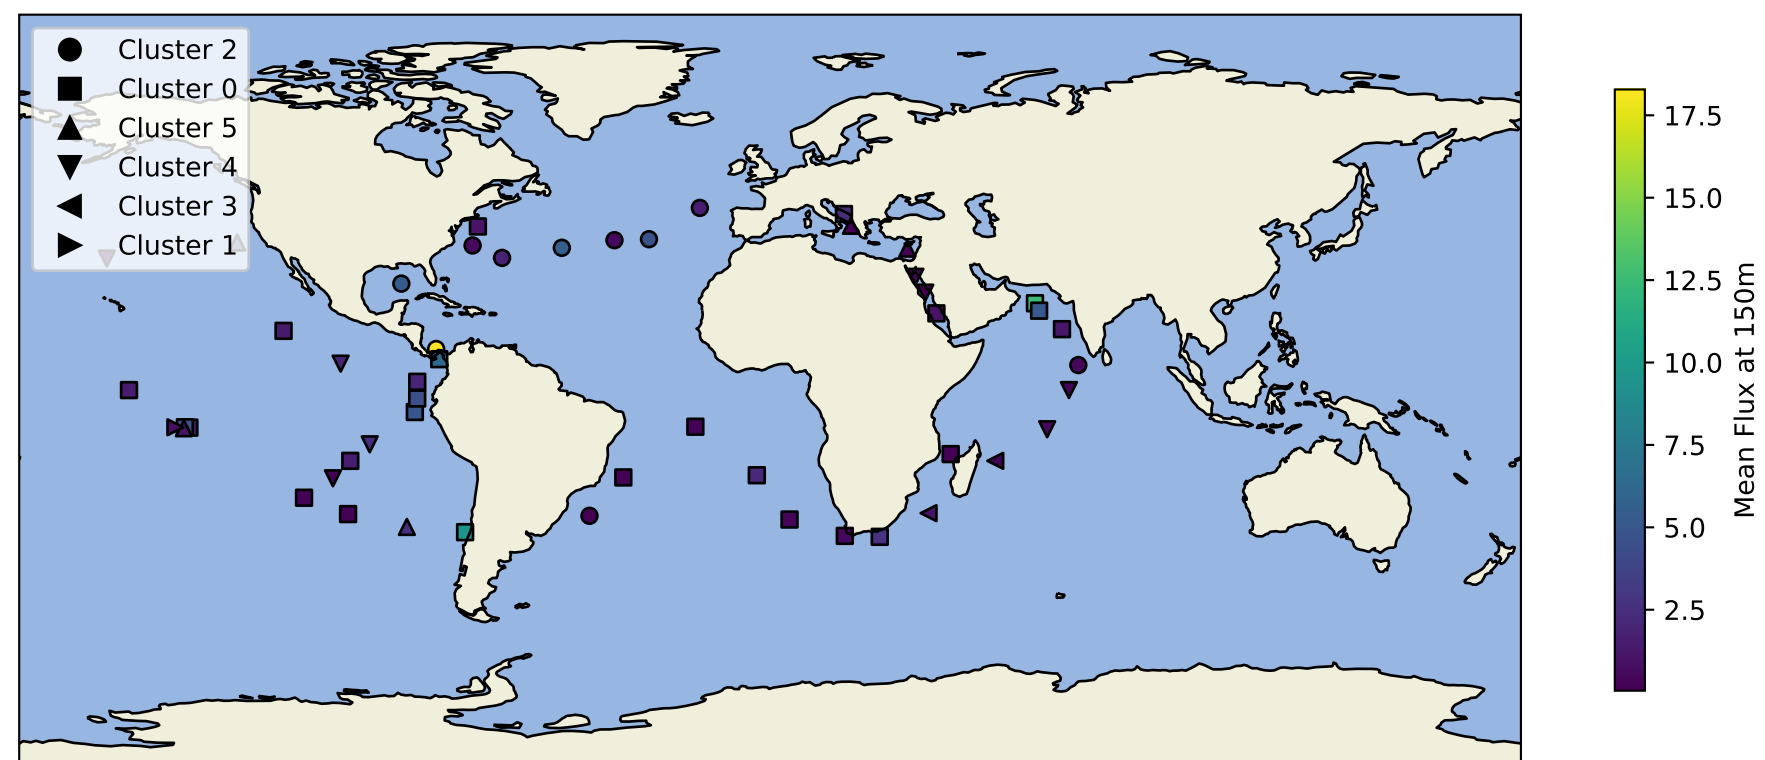 Cluster 2
Cluster 0
Cluster 5
Cluster 4
Cluster 3
Cluster 1
17.5
15.0
12.5
10.0
7.5
5.0
2.5
Mean Flux at 150m